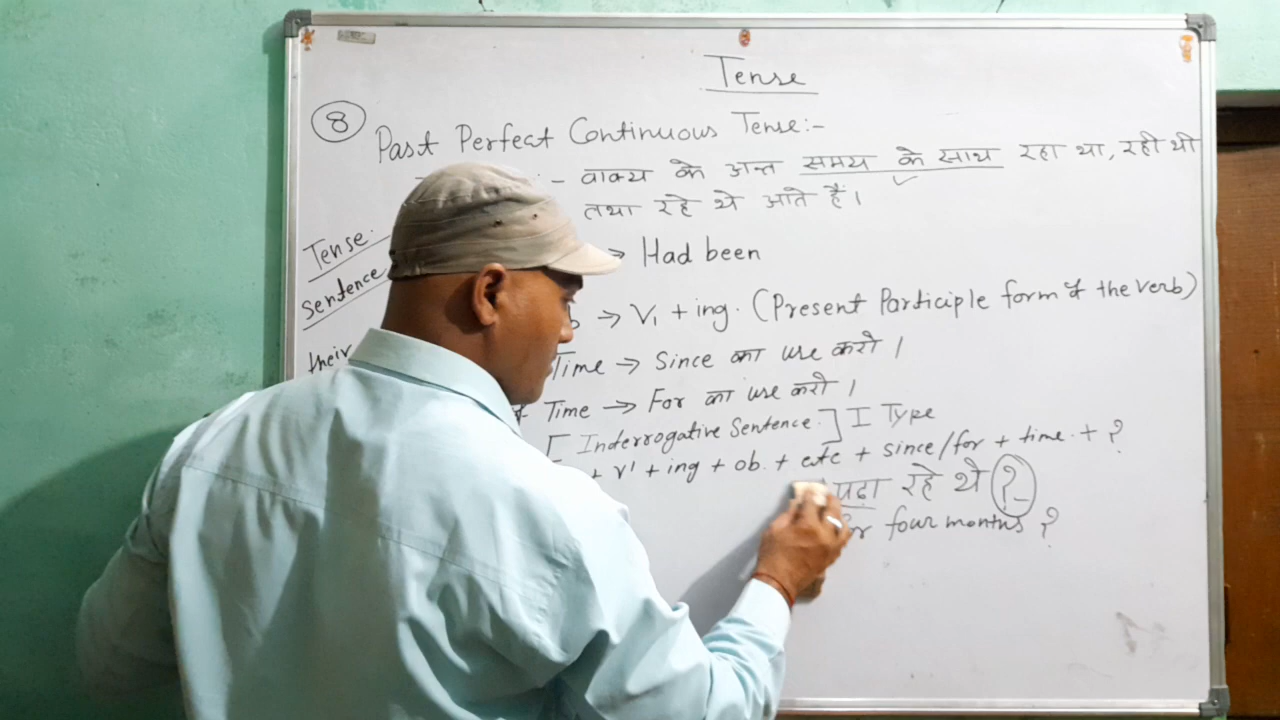 Tense
8 Past Perfect Continuous Tense:-
:- वाक्य के अन्त समय के साथ रहा था, रही थी
तथा रहे थे आते हैं।
Tense.
→ Had been
Sentence
→ V1 + ing. (Present Participle form of the verb)
their Time → Since का use करो।
Time → For का use करो।
[Interrogative Sentence.] I Type
+ V' + ing + ob. + etc + since/for + time. + ?
पढ़ा रहे थे ?
for four months ?